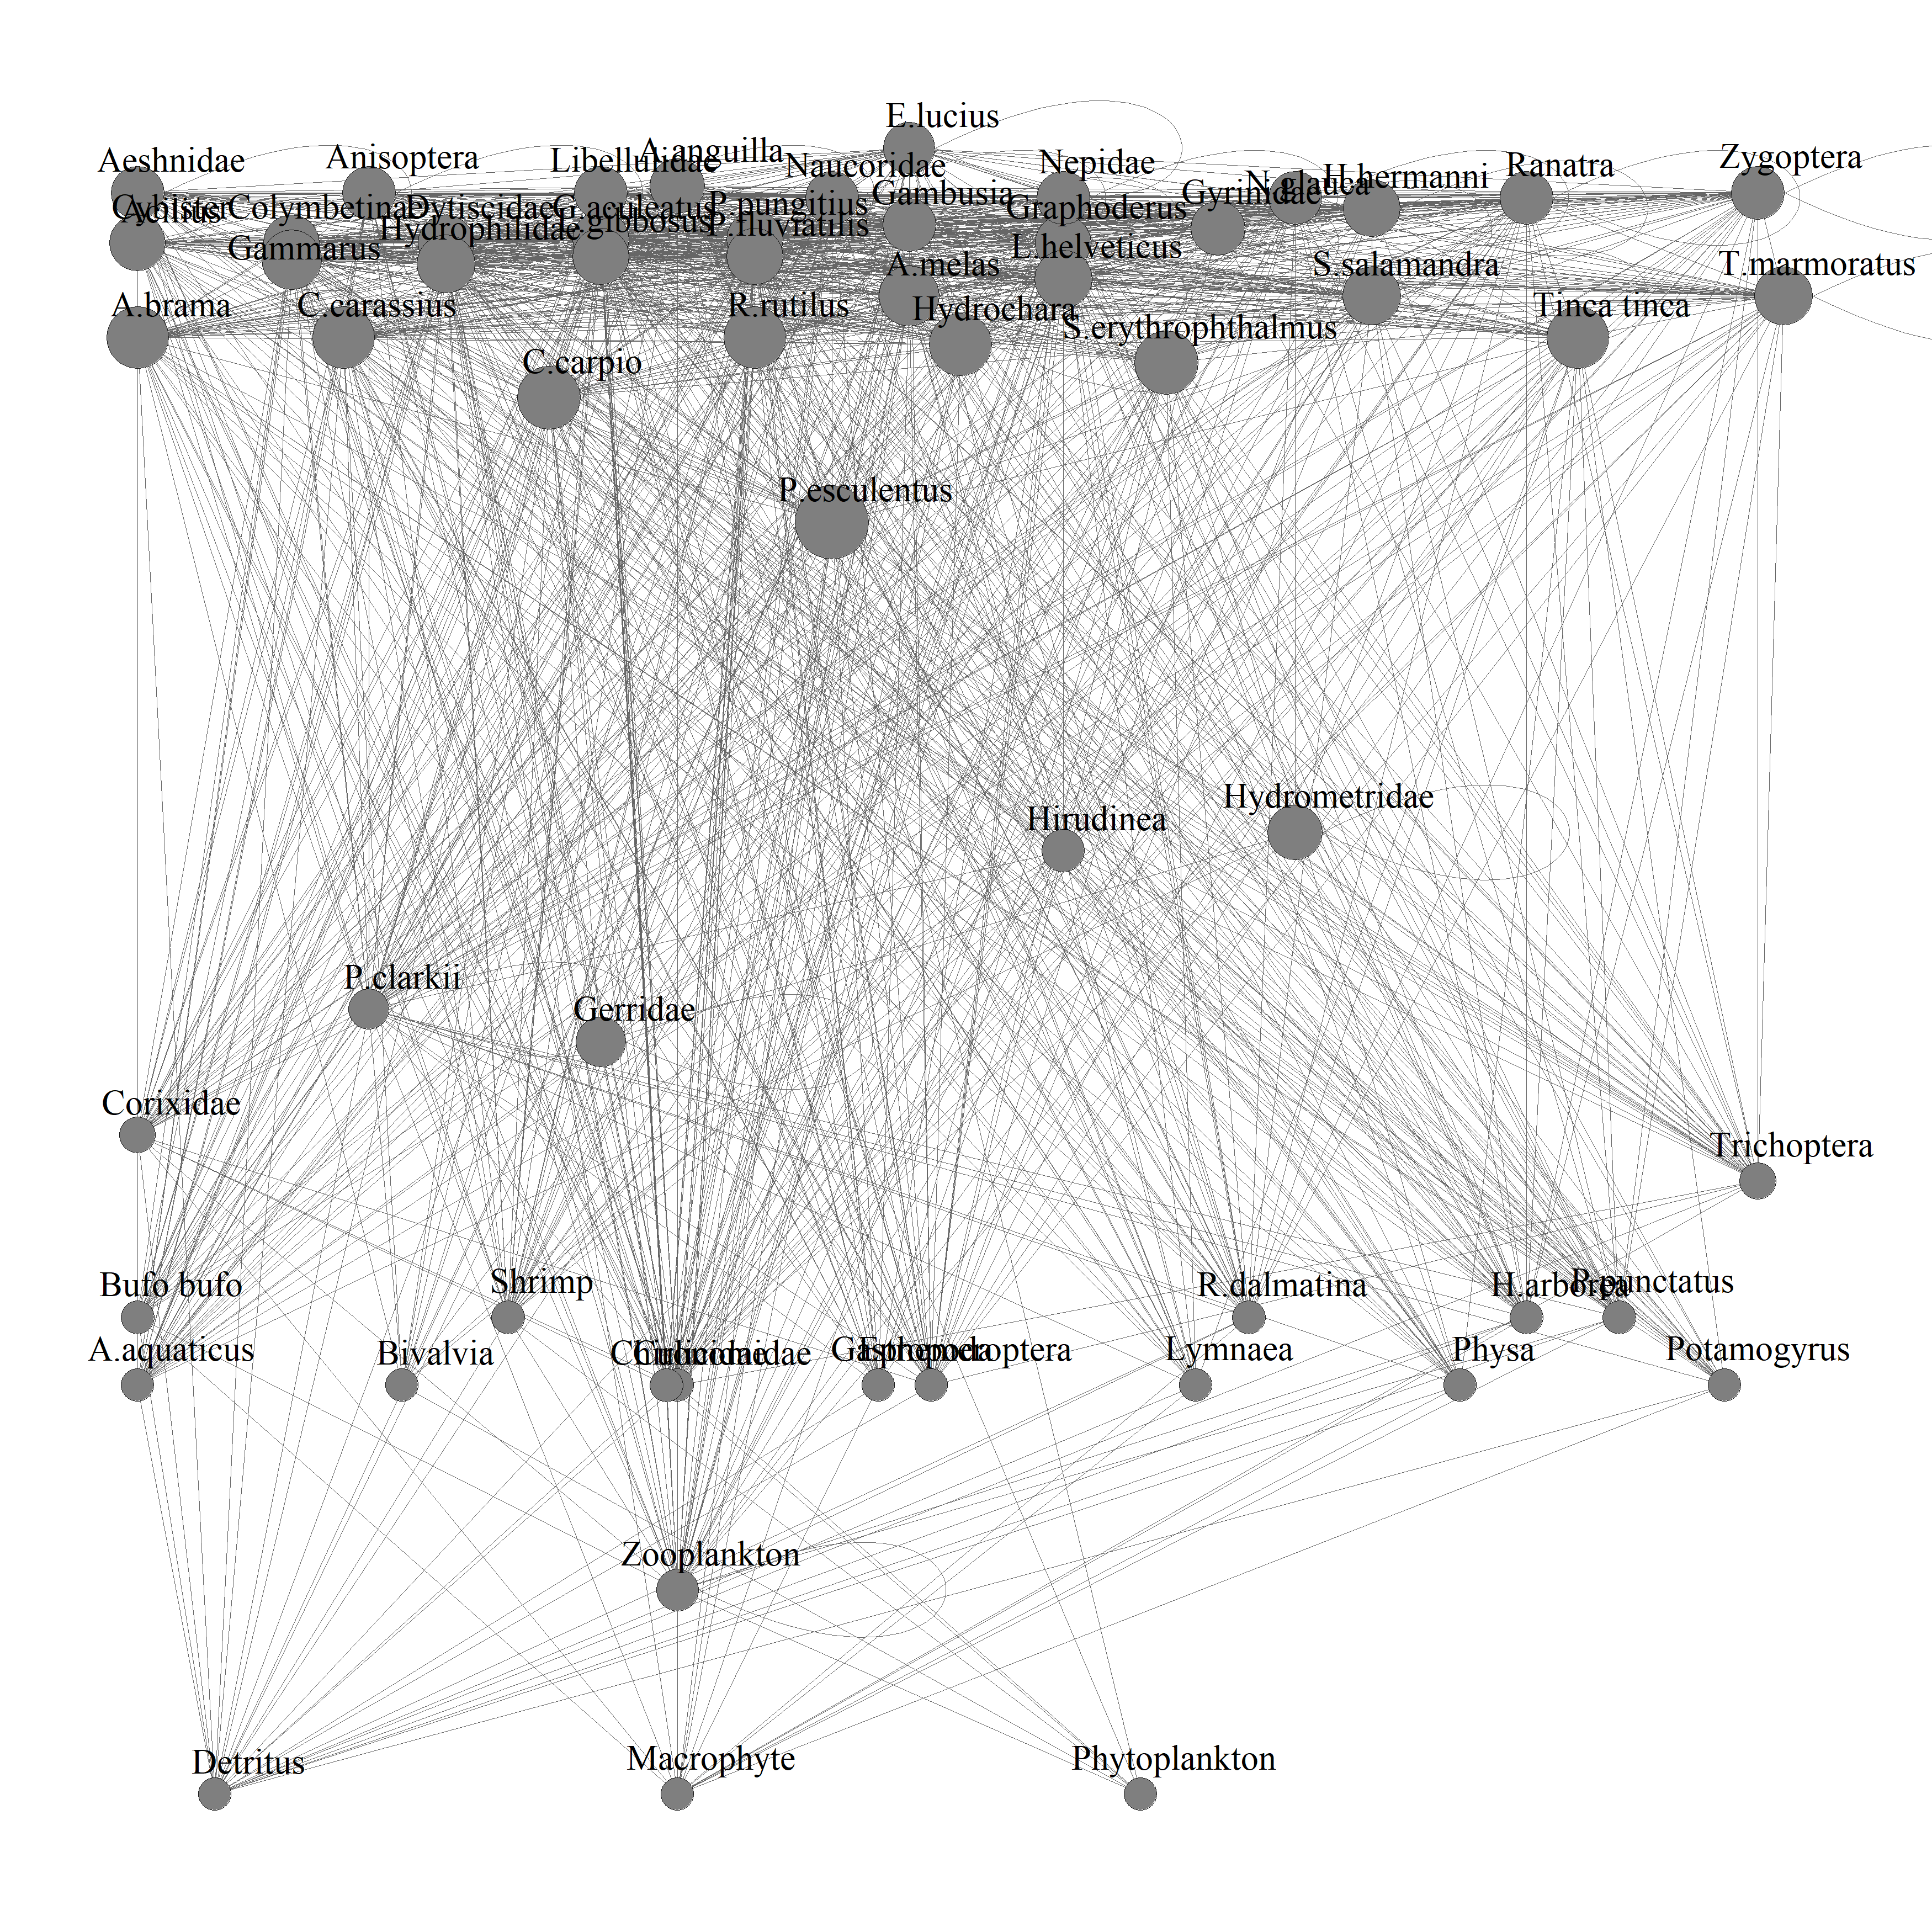 E.lucius
Aeshnidae
Anisoptera
Libellulidae
A.anguilla
Naucoridae
Nepidae
N.glauca
H.hermanni
Ranatra
Zygoptera
Cybister
Acilius
Colymbetinae
Dytiscidae
G.aculeatus
P.pungitius
Gambusia
Graphoderus
Gyrinidae
Gammarus
Hydrophilidae
L.gibbosus
P.fluviatilis
A.melas
L.helveticus
S.salamandra
T.marmoratus
A.brama
C.carassius
R.rutilus
Hydrochara
S.erythrophthalmus
Tinca tinca
C.carpio
P.esculentus
Hydrometridae
Hirudinea
P.clarkii
Gerridae
Corixidae
Trichoptera
Bufo bufo
Shrimp
R.dalmatina
H.arborea
P.punctatus
A.aquaticus
Bivalvia
Chironomidae
Culicidae
Gasteropoda
Ephemeroptera
Lymnaea
Physa
Potamogyrus
Zooplankton
Detritus
Macrophyte
Phytoplankton